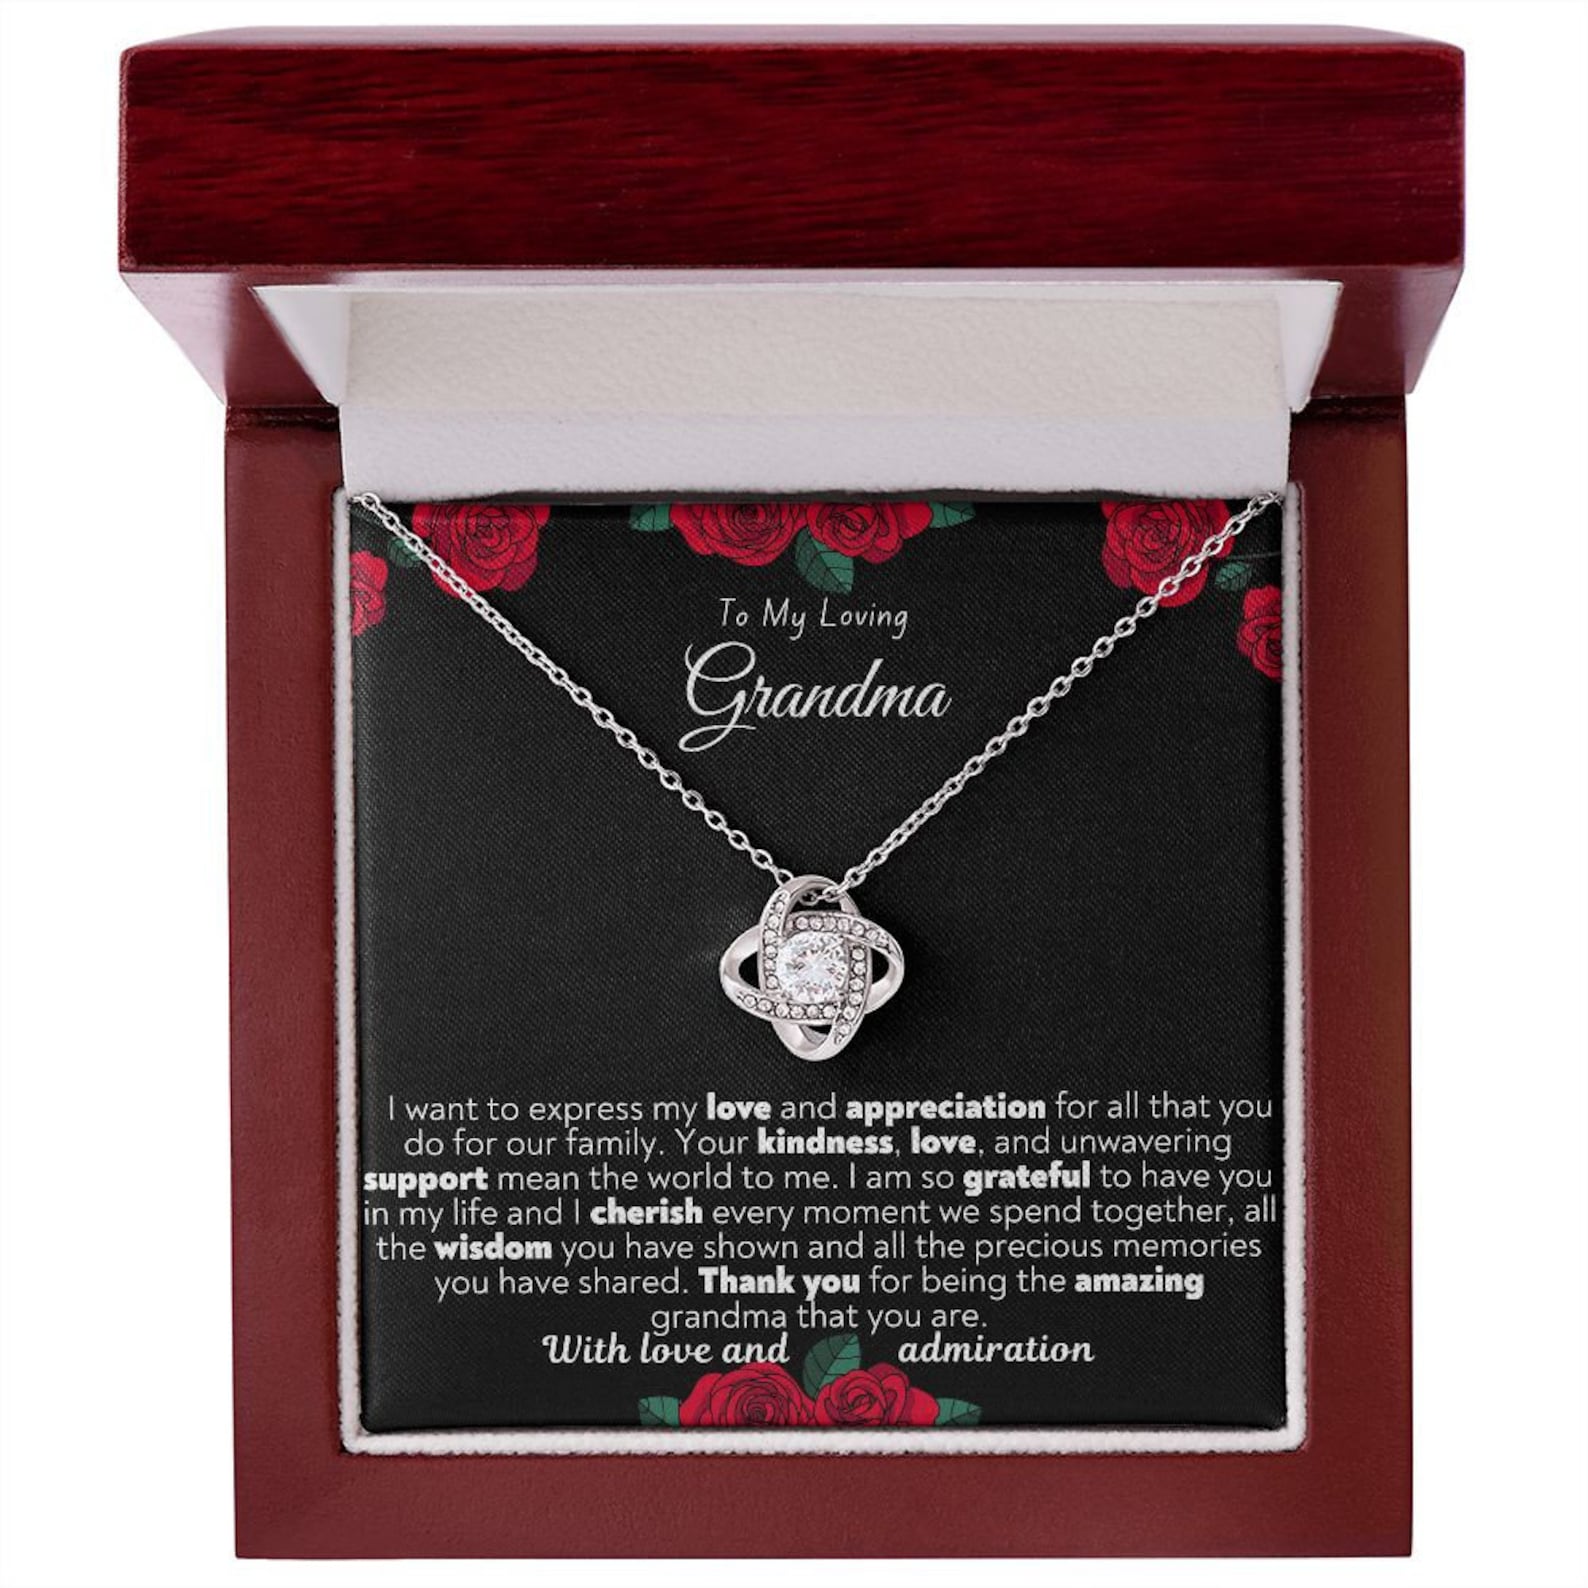 To My Loving
Grandma
I want to express my love and appreciation for all that you
do for our family. Your kindness, love, and unwavering
support mean the world to me. I am so grateful to have you
in my life and I cherish every moment we spend together, all
the wisdom you have shown and all the precious memories
you have shared. Thank you for being the amazing
grandma that you are.
With love and admiration